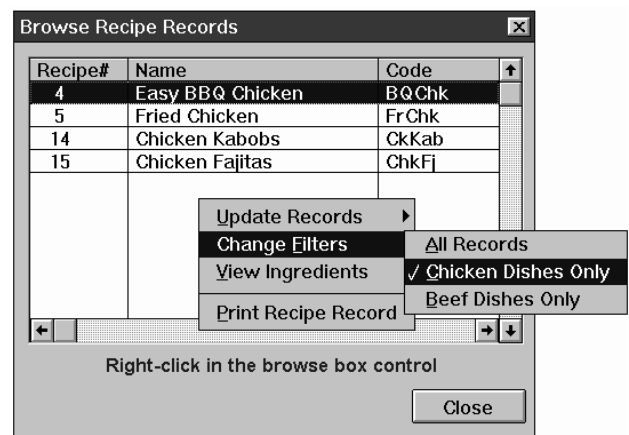 Browse Recipe Records
Recipe# Name Code
4 Easy BBQ Chicken BQChk
5 Fried Chicken FrChk
14 Chicken Kabobs CkKab
15 Chicken Fajitas ChkFj
Update Records
Change Filters
View Ingredients
Print Recipe Record
All Records
✓ Chicken Dishes Only
Beef Dishes Only
Right-click in the browse box control
Close